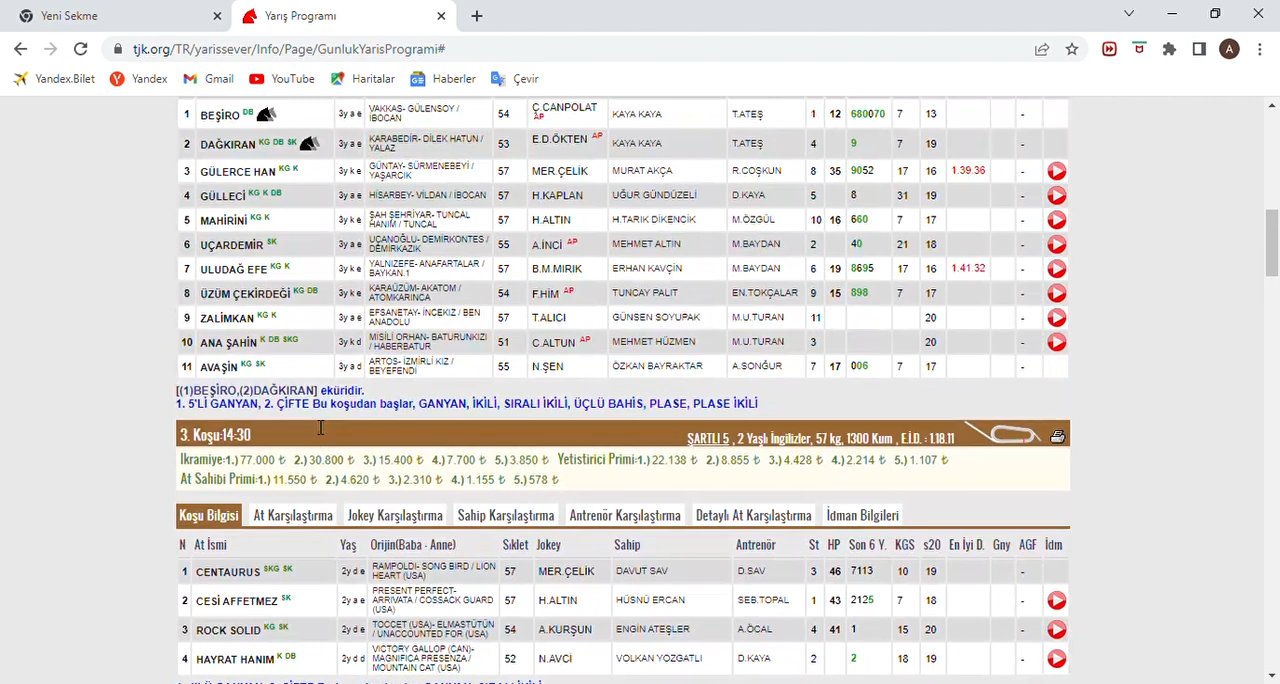 Yeni Sekme
Yarış Programı
tjk.org/TR/yarissever/Info/Page/GunlukYarisProgrami#
A
Yandex.Bilet Yandex Gmail YouTube Haritalar Haberler Çevir
1 BEŞİRO DB 3y a e VAKKAS- GÜLENSOY / İBOCAN 54 Ç.CANPOLAT AP KAYA KAYA T.ATEŞ 1 12 680070 7 13 -
2 DAĞKIRAN KG DB SK 3y a e KARABEDİR- DİLEK HATUN / YALAZ 53 E.D.ÖKTEN AP KAYA KAYA T.ATEŞ 4 9 7 19 -
3 GÜLERCE HAN KG K 3y k e GÜNTAY- SÜRMENEBEYİ / YAŞARCIK 57 MER.ÇELİK MURAT AKÇA R.COŞKUN 8 35 9052 17 16 1.39.36 -
4 GÜLLECİ KG K DB 3y k e HİSARBEY- VİLDAN / İBOCAN 57 H.KAPLAN UĞUR GÜNDÜZELİ D.KAYA 5 8 31 19 -
5 MAHİRİNİ KG K 3y k e ŞAH ŞEHRİYAR- TUNCAL HANIM / TUNCAL 57 H.ALTIN H.TARIK DİKENCİK M.ÖZGÜL 10 16 660 7 17 -
6 UÇARDEMİR SK 3y a e UÇANOĞLU- DEMİRKONTES / DEMİRKAZIK 55 A.İNCİ AP MEHMET ALTIN M.BAYDAN 2 40 21 18 -
7 ULUDAĞ EFE KG K 3y k e YALNIZEFE- ANAFARTALAR / BAYKAN.1 57 B.M.MIRIK ERHAN KAVÇİN M.BAYDAN 6 19 8695 17 16 1.41.32 -
8 ÜZÜM ÇEKİRDEĞİ KG DB 3y k e KARAÜZÜM- AKATOM / ATOMKARINCA 54 F.HİM AP TUNCAY PALIT EN.TOKÇALAR 9 15 898 7 17 -
9 ZALİMKAN KG K 3y k e EFSANETAY- İNCEKIZ / BEN ANADOLU 57 T.ALICI GÜNSEN SOYUPAK M.U.TURAN 11 20 -
10 ANA ŞAHİN K DB SKG 3y k d MİSİLİ ORHAN- BATURUNKIZI / HABERBATUR 51 C.ALTUN AP MEHMET HÜZMEN M.U.TURAN 3 20 -
11 AVAŞİN KG SK 3y a d ARTOS- İZMİRLİ KIZ / BEYEFENDİ 55 N.ŞEN ÖZKAN BAYRAKTAR A.SONĞUR 7 17 006 7 17 -
[(1)BEŞİRO,(2)DAĞKIRAN] eküridir.
1. 5'Lİ GANYAN, 2. ÇİFTE Bu koşudan başlar, GANYAN, İKİLİ, SIRALI İKİLİ, ÜÇLÜ BAHİS, PLASE, PLASE İKİLİ
3. Koşu:14:30 ŞARTLI 5 , 2 Yaşlı İngilizler, 57 kg, 1300 Kum , E.İ.D. : 1.18.11
Ikramiye:1.) 77.000 ₺ 2.) 30.800 ₺ 3.) 15.400 ₺ 4.) 7.700 ₺ 5.) 3.850 ₺ Yetistirici Primi:1.) 22.138 ₺ 2.) 8.855 ₺ 3.) 4.428 ₺ 4.) 2.214 ₺ 5.) 1.107 ₺
At Sahibi Primi:1.) 11.550 ₺ 2.) 4.620 ₺ 3.) 2.310 ₺ 4.) 1.155 ₺ 5.) 578 ₺
Koşu Bilgisi At Karşılaştırma Jokey Karşılaştırma Sahip Karşılaştırma Antrenör Karşılaştırma Detaylı At Karşılaştırma İdman Bilgileri
N At İsmi Yaş Orijin(Baba - Anne) Sıklet Jokey Sahip Antrenör St HP Son 6 Y. KGS s20 En İyi D. Gny AGF İdm
1 CENTAURUS SKG SK 2y d e RAMPOLDI- SONG BIRD / LION HEART (USA) 57 MER.ÇELİK DAVUT SAV D.SAV 3 46 7113 10 19 -
2 CESİ AFFETMEZ SK 2y a e PRESENT PERFECT- ARRIVATA / COSSACK GUARD (USA) 57 H.ALTIN HÜSNÜ ERCAN SEB.TOPAL 1 43 2125 7 18 -
3 ROCK SOLID KG SK 2y d e TOCCET (USA)- ELMASTÜTÜN / UNACCOUNTED FOR (USA) 54 A.KURŞUN ENGİN ATEŞLER A.ÖCAL 4 41 1 15 20 -
4 HAYRAT HANIM K DB 2y d d VICTORY GALLOP (CAN)- MAGNIFICA PRESENZA / MOUNTAIN CAT (USA) 52 N.AVCİ VOLKAN YOZGATLI D.KAYA 2 2 18 19 -